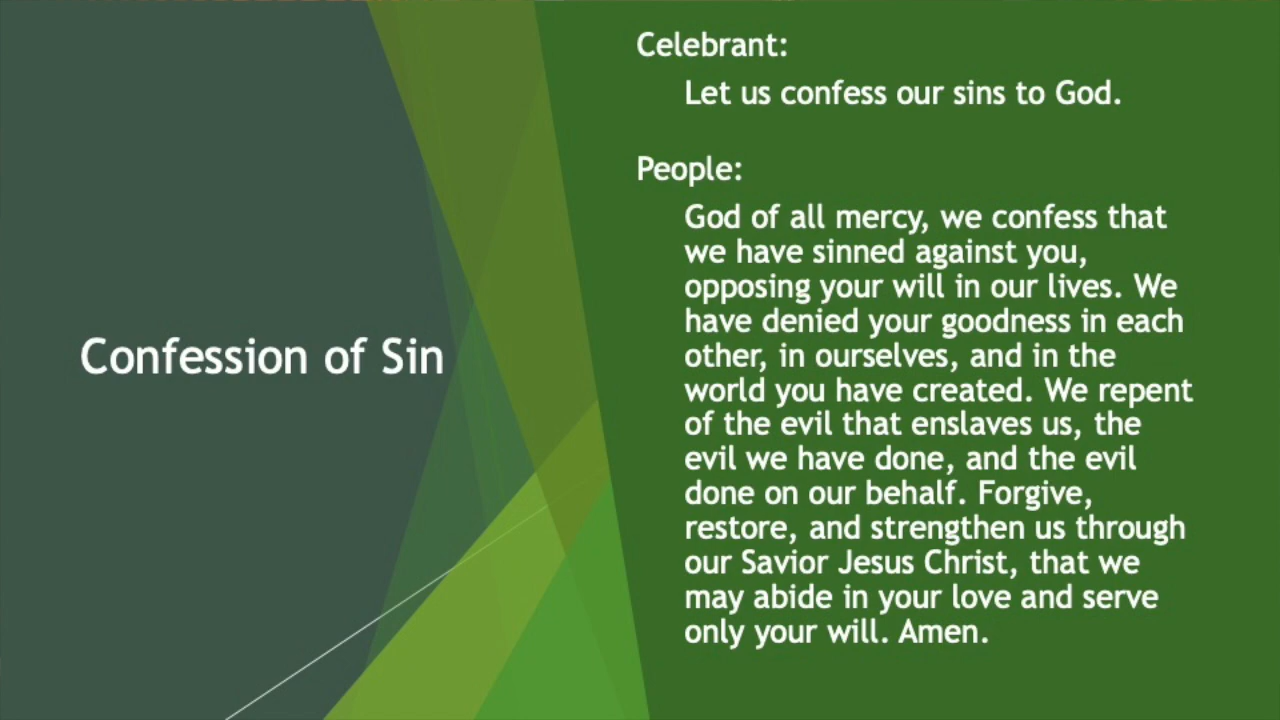 Celebrant:
Let us confess our sins to God.
People:
God of all mercy, we confess that
we have sinned against you,
opposing your will in our lives. We
have denied your goodness in each
other, in ourselves, and in the
world you have created. We repent
of the evil that enslaves us, the
evil we have done, and the evil
done on our behalf. Forgive,
restore, and strengthen us through
our Savior Jesus Christ, that we
may abide in your love and serve
only your will. Amen.
Confession of Sin